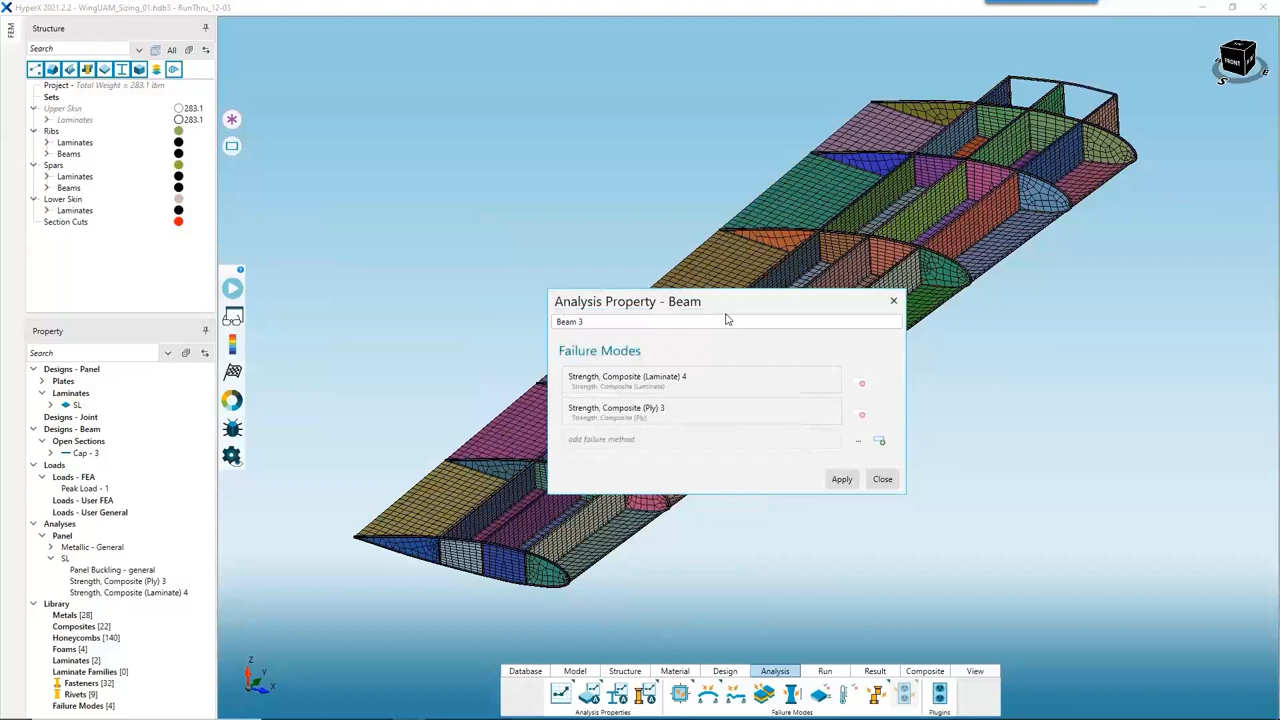 HyperX 2021.2.2 - WingUAM_Sizing_01.hdb3 - RunThru_12-03
FEM
Structure
Search
All
Project - Total Weight = 283.1 lbm
Sets
Upper Skin 283.1
Laminates 283.1
Ribs
Laminates
Beams
Spars
Laminates
Beams
Lower Skin
Laminates
Section Cuts
Property
Search
Designs - Panel
Plates
Laminates
SL
Designs - Joint
Designs - Beam
Open Sections
Cap - 3
Loads
Loads - FEA
Peak Load - 1
Loads - User FEA
Loads - User General
Analyses
Panel
Metallic - General
SL
Panel Buckling - general
Strength, Composite (Ply) 3
Strength, Composite (Laminate) 4
Library
Metals [28]
Composites [22]
Honeycombs [140]
Foams [4]
Laminates [2]
Laminate Families [0]
Fasteners [32]
Rivets [9]
Failure Modes [4]
FRONT
S
E
Analysis Property - Beam
Beam 3
Failure Modes
Strength, Composite (Laminate) 4
Strength, Composite (Laminate)
Strength, Composite (Ply) 3
Strength, Composite (Ply)
add failure method
...
Apply Close
Z
Y
X
Database Model Structure Material Design Analysis Run Result Composite View
Analysis Properties Failure Modes Plugins